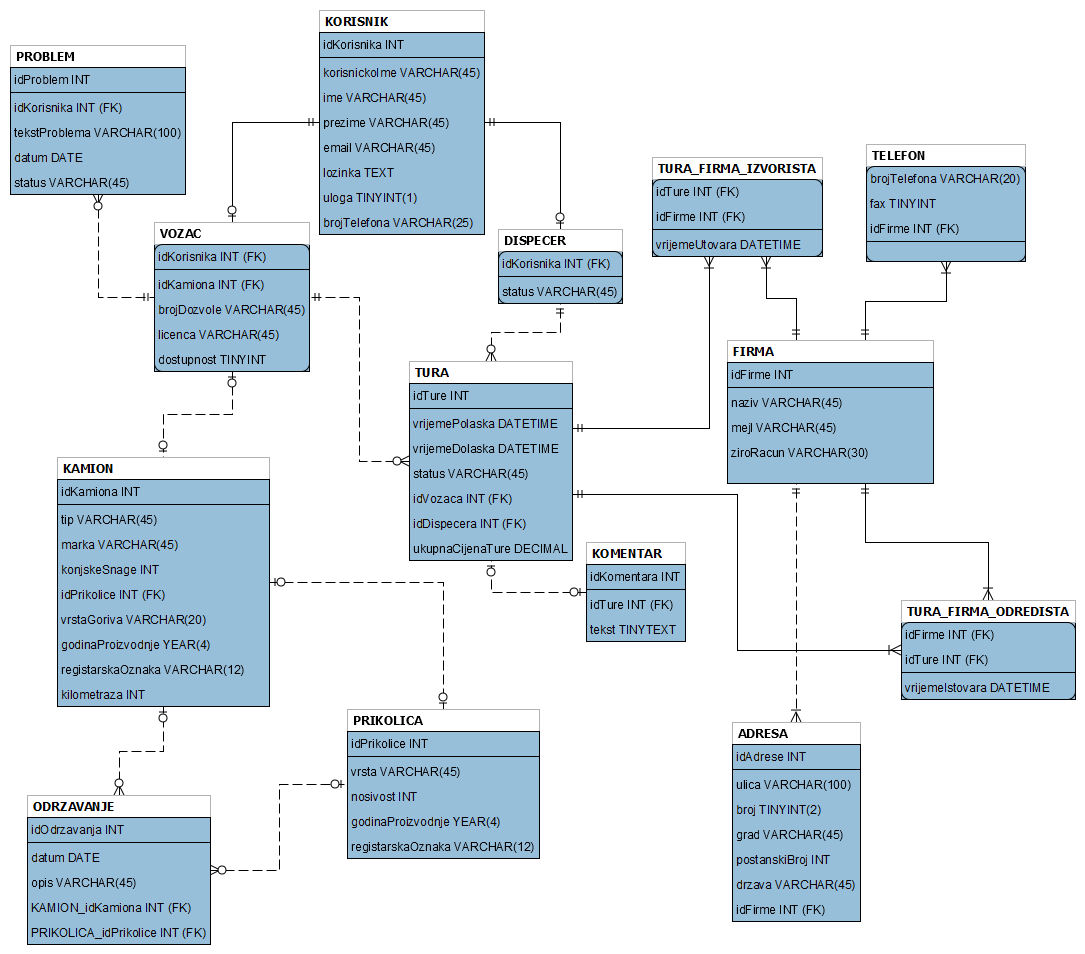 KORISNIK
idKorisnika INT
korisnickoIme VARCHAR(45)
ime VARCHAR(45)
prezime VARCHAR(45)
email VARCHAR(45)
lozinka TEXT
uloga TINYINT(1)
brojTelefona VARCHAR(25)
PROBLEM
idProblem INT
idKorisnika INT (FK)
tekstProblema VARCHAR(100)
datum DATE
status VARCHAR(45)
TURA_FIRMA_IZVORISTA
idTure INT (FK)
idFirme INT (FK)
vrijemeUtovara DATETIME
TELEFON
brojTelefona VARCHAR(20)
fax TINYINT
idFirme INT (FK)
VOZAC
idKorisnika INT (FK)
idKamiona INT (FK)
brojDozvole VARCHAR(45)
licenca VARCHAR(45)
dostupnost TINYINT
DISPECER
idKorisnika INT (FK)
status VARCHAR(45)
FIRMA
idFirme INT
naziv VARCHAR(45)
mejl VARCHAR(45)
ziroRacun VARCHAR(30)
TURA
idTure INT
vrijemePolaska DATETIME
vrijemeDolaska DATETIME
status VARCHAR(45)
idVozaca INT (FK)
idDispecera INT (FK)
ukupnaCijenaTure DECIMAL
KAMION
idKamiona INT
tip VARCHAR(45)
marka VARCHAR(45)
konjskeSnage INT
idPrikolice INT (FK)
vrstaGoriva VARCHAR(20)
godinaProizvodnje YEAR(4)
registarskaOznaka VARCHAR(12)
kilometraza INT
KOMENTAR
idKomentara INT
idTure INT (FK)
tekst TINYTEXT
TURA_FIRMA_ODREDISTA
idFirme INT (FK)
idTure INT (FK)
vrijemeIstovara DATETIME
PRIKOLICA
idPrikolice INT
vrsta VARCHAR(45)
nosivost INT
godinaProizvodnje YEAR(4)
registarskaOznaka VARCHAR(12)
ADRESA
idAdrese INT
ulica VARCHAR(100)
broj TINYINT(2)
grad VARCHAR(45)
postanskiBroj INT
drzava VARCHAR(45)
idFirme INT (FK)
ODRZAVANJE
idOdrzavanja INT
datum DATE
opis VARCHAR(45)
KAMION_idKamiona INT (FK)
PRIKOLICA_idPrikolice INT (FK)